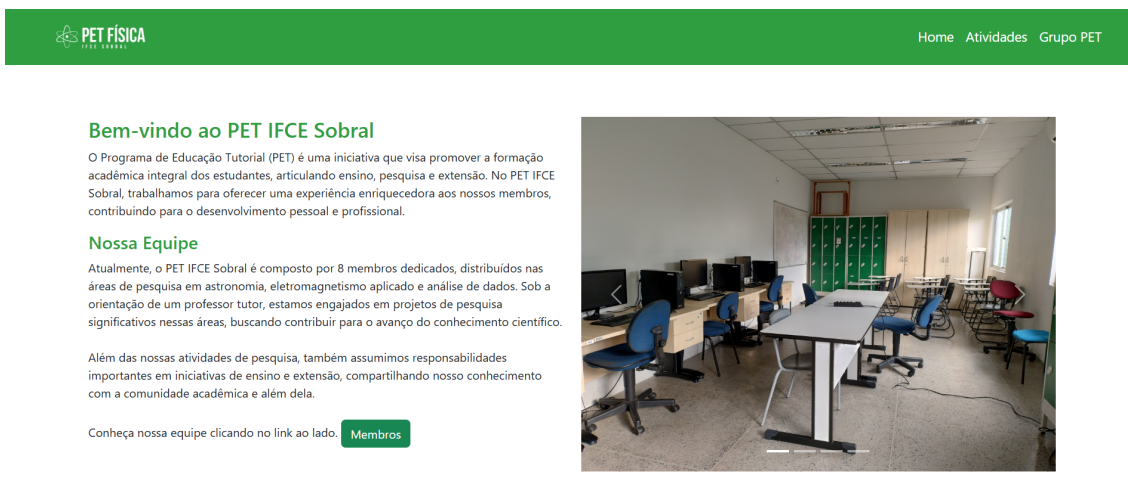 PET FÍSICA
IFCE SOBRAL
Home Atividades Grupo PET
Bem-vindo ao PET IFCE Sobral
O Programa de Educação Tutorial (PET) é uma iniciativa que visa promover a formação
acadêmica integral dos estudantes, articulando ensino, pesquisa e extensão. No PET IFCE
Sobral, trabalhamos para oferecer uma experiência enriquecedora aos nossos membros,
contribuindo para o desenvolvimento pessoal e profissional.
Nossa Equipe
Atualmente, o PET IFCE Sobral é composto por 8 membros dedicados, distribuídos nas
áreas de pesquisa em astronomia, eletromagnetismo aplicado e análise de dados. Sob a
orientação de um professor tutor, estamos engajados em projetos de pesquisa
significativos nessas áreas, buscando contribuir para o avanço do conhecimento científico.
Além das nossas atividades de pesquisa, também assumimos responsabilidades
importantes em iniciativas de ensino e extensão, compartilhando nosso conhecimento
com a comunidade acadêmica e além dela.
Conheça nossa equipe clicando no link ao lado. Membros